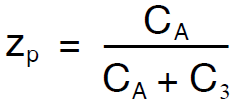 z_p = C_A / (C_A + C_3)